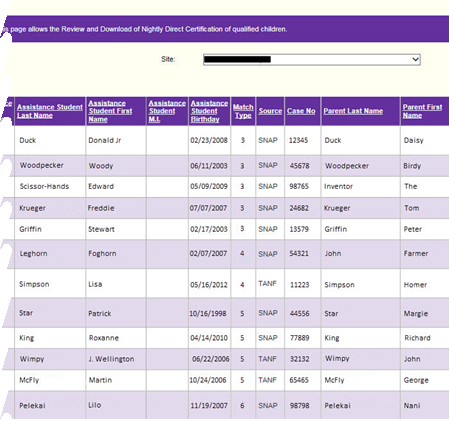 is page allows the Review and Download of Nightly Direct Certification of qualified children.
Site:
ce Assistance Student Last Name Assistance Student First Name Assistance Student M.I. Assistance Student Birthday Match Type Source Case No Parent Last Name Parent First Name
Duck Donald Jr 02/23/2008 3 SNAP 12345 Duck Daisy
Woodpecker Woody 06/11/2003 3 SNAP 45678 Woodpecker Birdy
Scissor-Hands Edward 05/09/2009 3 SNAP 98765 Inventor The
Krueger Freddie 07/07/2007 3 SNAP 24682 Krueger Tom
Griffin Stewart 02/17/2003 3 SNAP 13579 Griffin Peter
Leghorn Foghorn 02/07/2007 4 SNAP 54321 John Farmer
Simpson Lisa 05/16/2012 4 TANF 11223 Simpson Homer
Star Patrick 10/16/1998 5 SNAP 44556 Star Margie
King Roxanne 04/14/2010 5 SNAP 77889 King Richard
Wimpy J. Wellington 06/22/2006 5 TANF 32132 Wimpy John
McFly Martin 10/24/2006 5 TANF 65465 McFly George
Pelekai Lilo 11/19/2007 6 SNAP 98798 Pelekai Nani